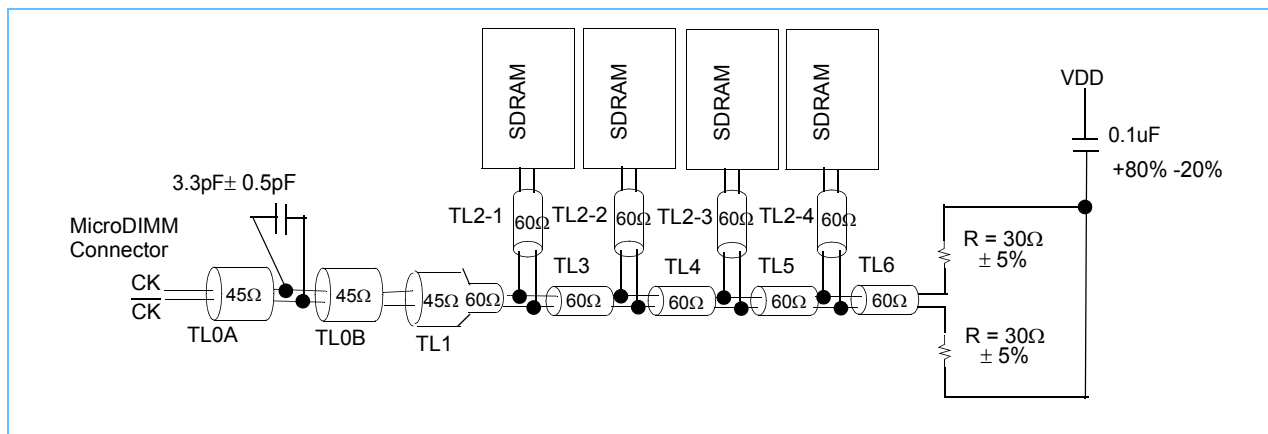 SDRAM
SDRAM
SDRAM
SDRAM
VDD
0.1uF
+80% -20%
3.3pF± 0.5pF
MicroDIMM
Connector
CK
CK
45Ω
TL0A
45Ω
TL0B
45Ω
60Ω
TL1
TL2-1
60Ω
TL2-2
60Ω
TL2-3
60Ω
TL2-4
60Ω
TL3
60Ω
TL4
60Ω
TL5
60Ω
TL6
60Ω
R = 30Ω
± 5%
R = 30Ω
± 5%